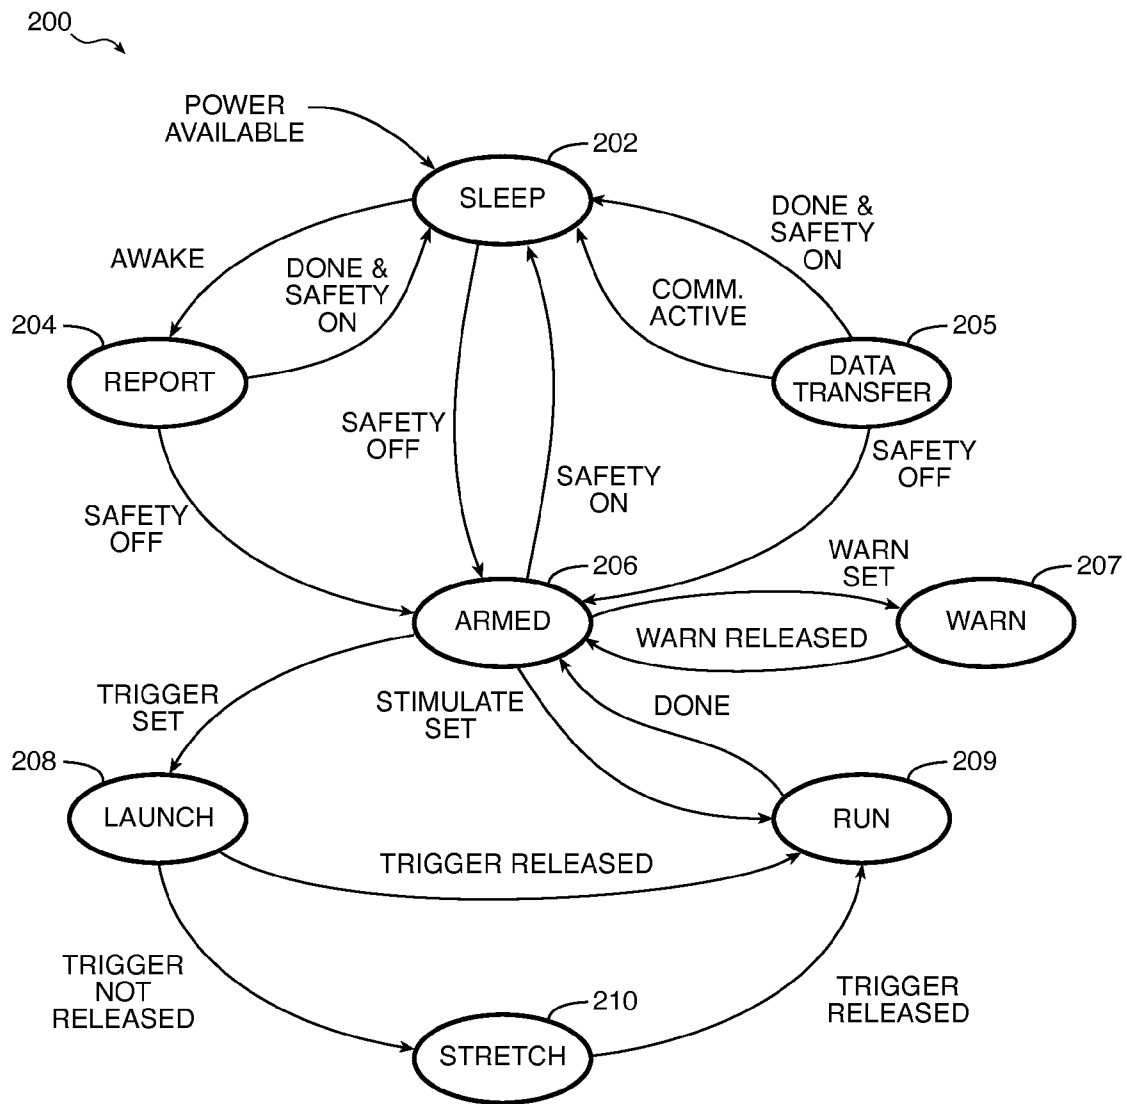 200
POWER
AVAILABLE
202
SLEEP
DONE &
SAFETY
ON
AWAKE
DONE &
SAFETY
ON
COMM.
ACTIVE
204
205
REPORT
DATA
TRANSFER
SAFETY
OFF
SAFETY
ON
SAFETY
OFF
SAFETY
OFF
206
WARN
SET
207
ARMED
WARN RELEASED
WARN
TRIGGER
SET
STIMULATE
SET
DONE
208
209
LAUNCH
RUN
TRIGGER RELEASED
TRIGGER
NOT
RELEASED
TRIGGER
RELEASED
210
STRETCH